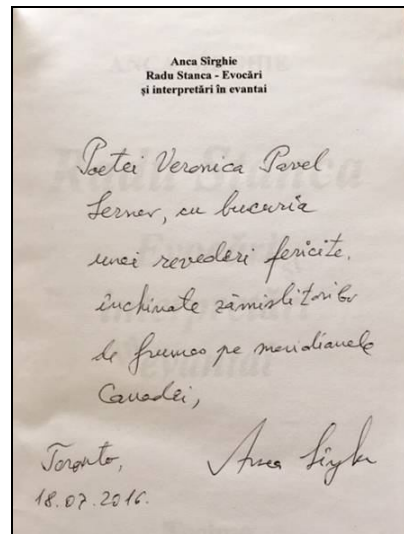 Anca Sîrghie
Radu Stanca - Evocări
și interpretări în evantai
Poetei Veronica Pavel
Lerner, cu bucuria
unei revederi fericite,
închinate zămislitorilor
de frumos pe meridianele
Canadei,
Toronto,
18.07.2016.
Anca Sîrghie